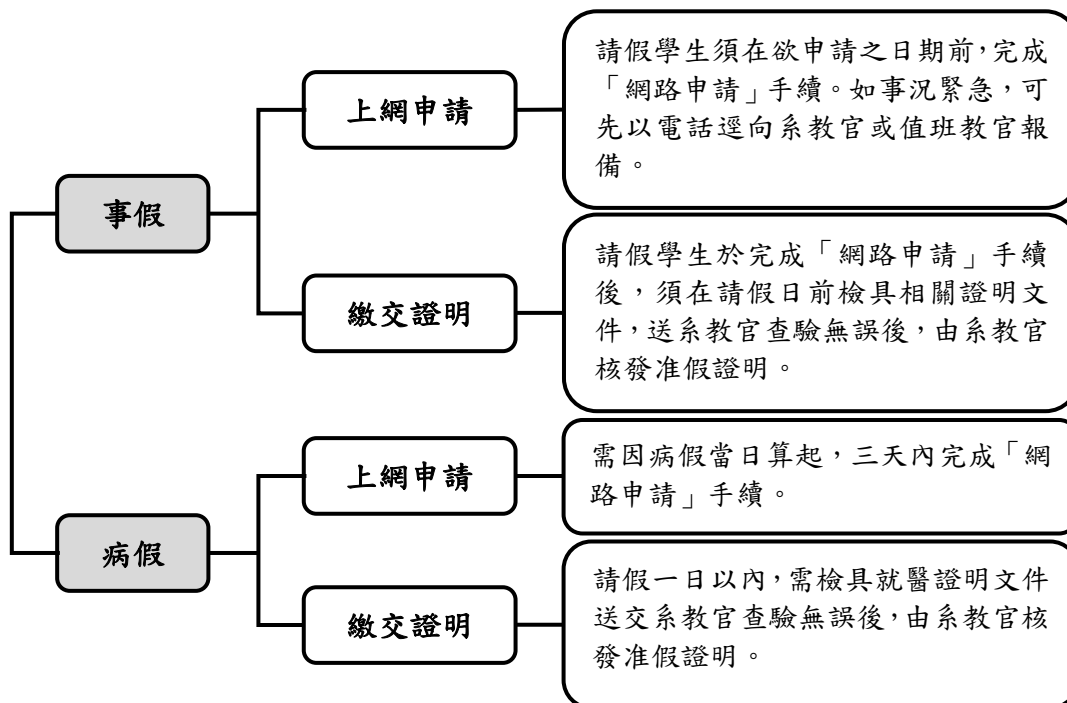 請假學生須在欲申請之日期前,完成
「網路申請」手續。如事況緊急,可
先以電話逕向系教官或值班教官報
備。
上網申請
事假
請假學生於完成「網路申請」手續
後,須在請假日前檢具相關證明文
件,送系教官查驗無誤後,由系教官
核發准假證明。
繳交證明
需因病假當日算起,三天內完成「網
路申請」手續。
上網申請
病假
請假一日以內,需檢具就醫證明文件
送交系教官查驗無誤後,由系教官核
發准假證明。
繳交證明